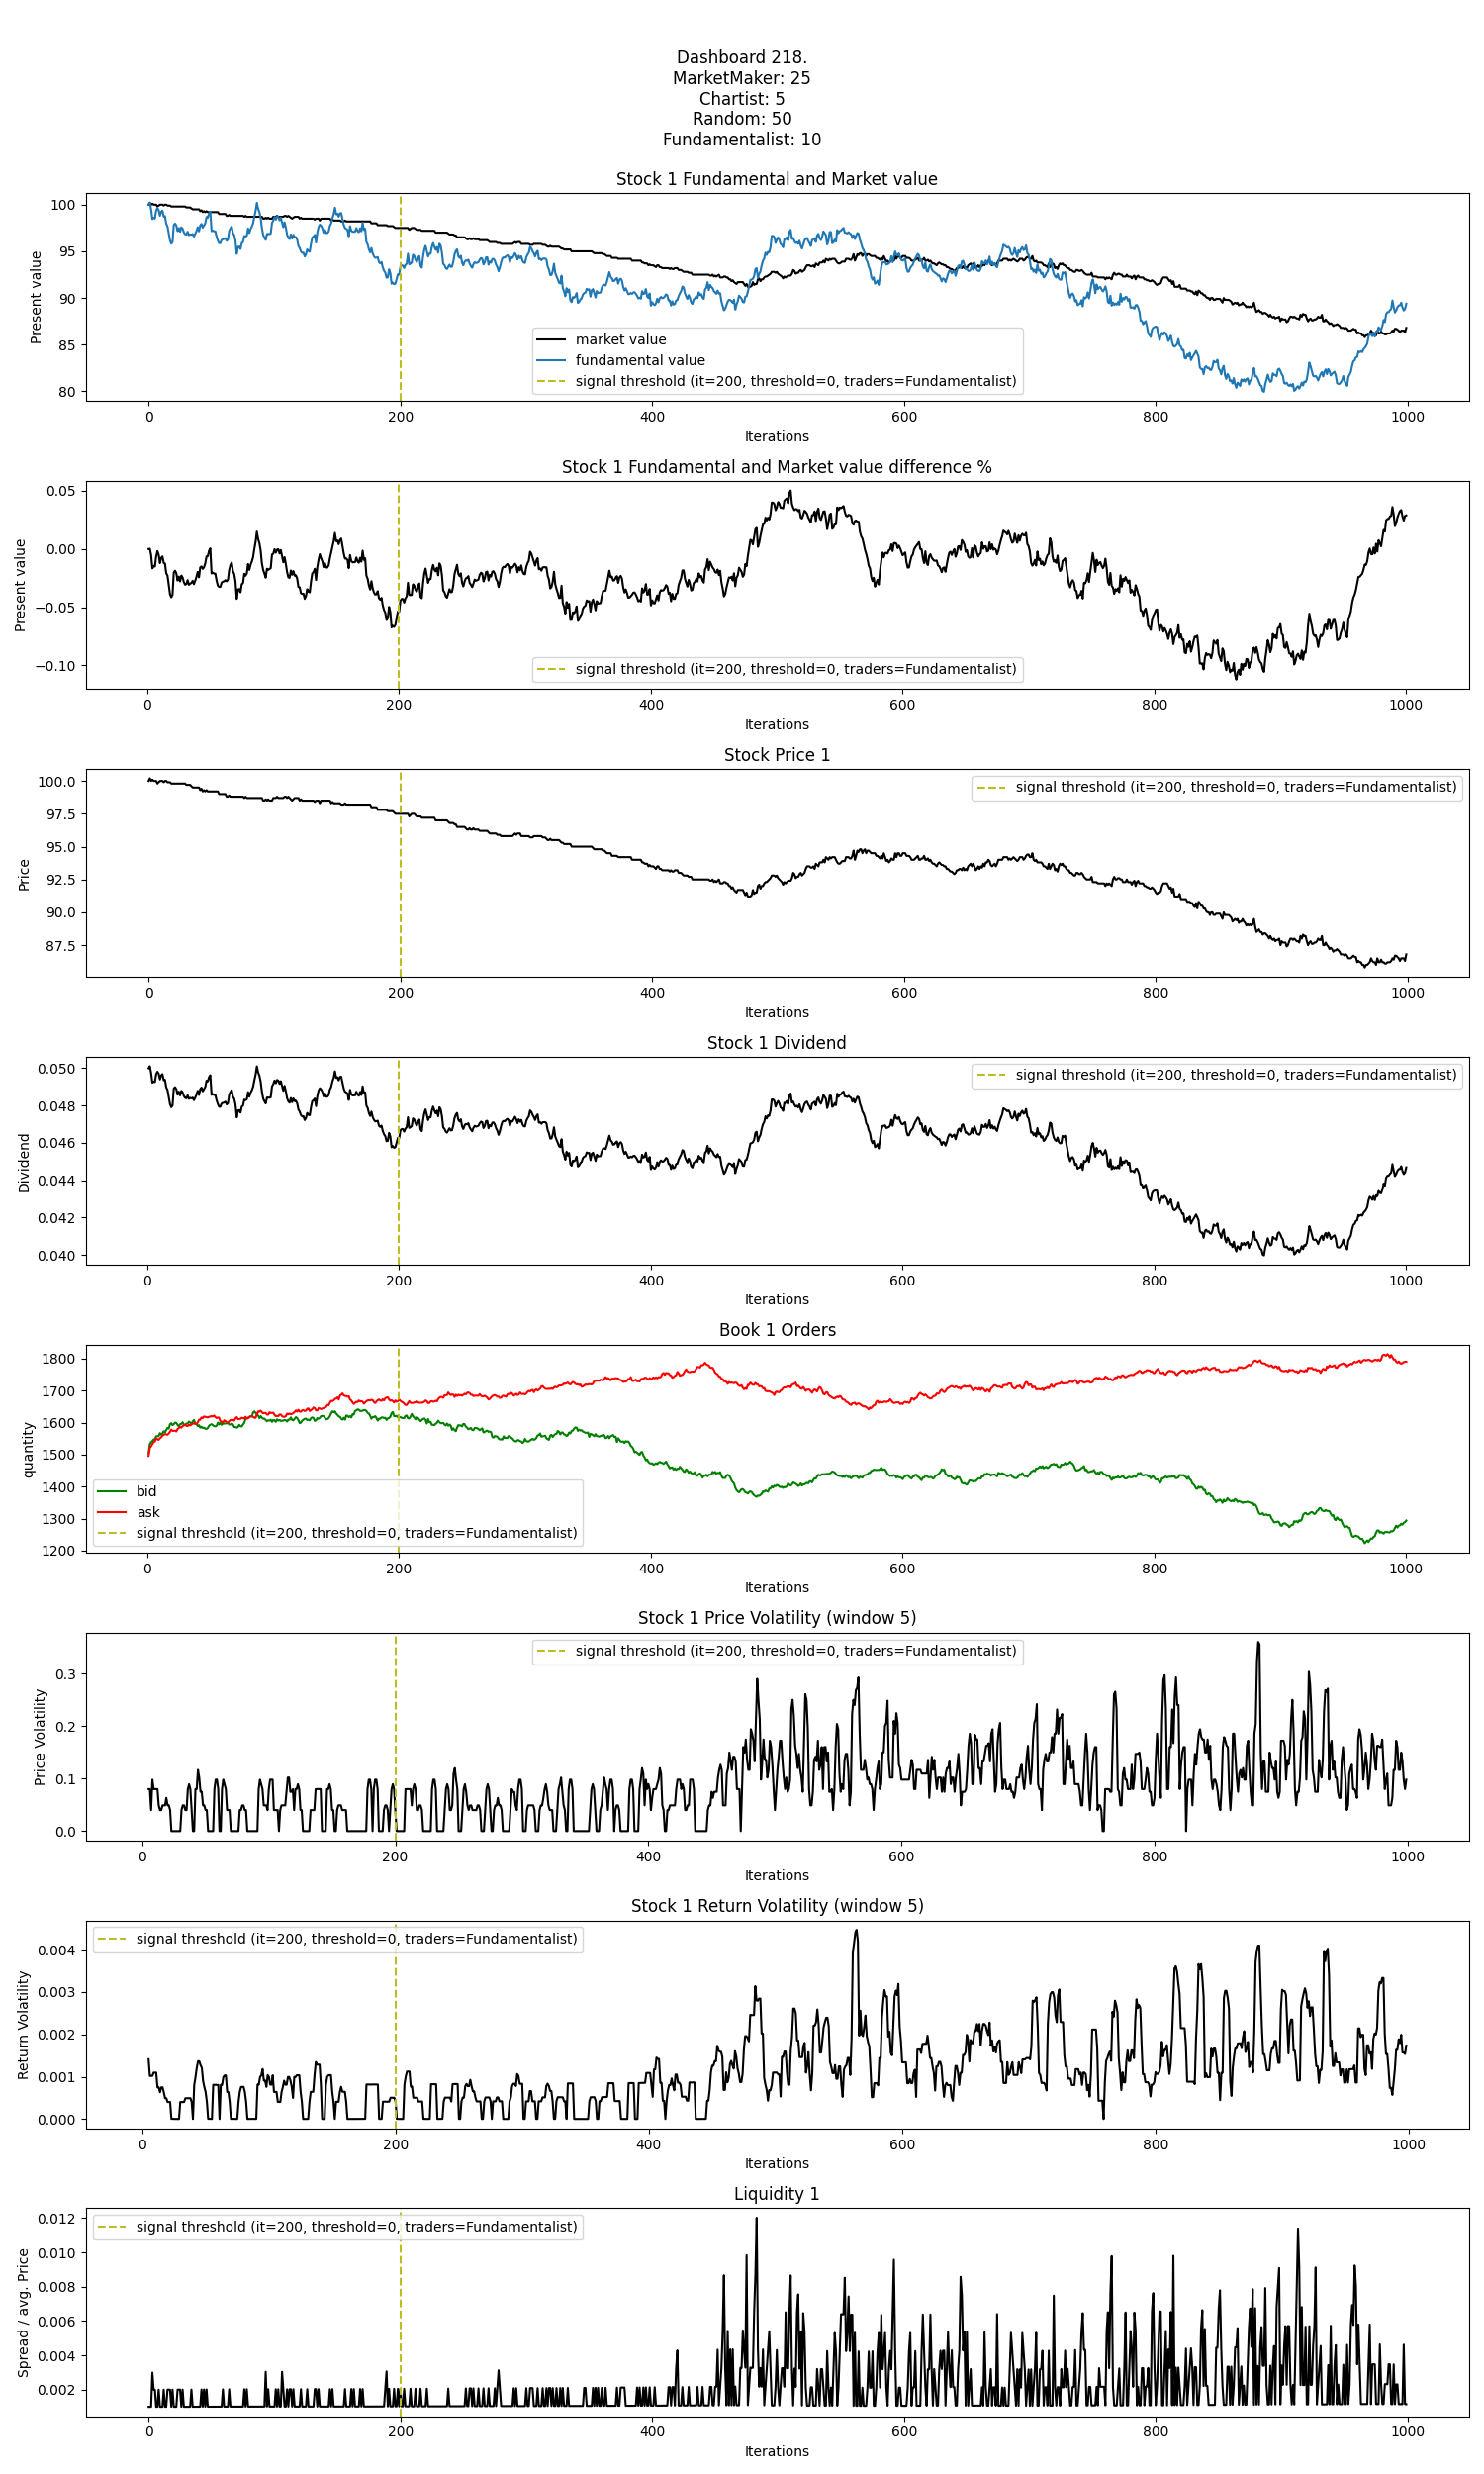 Dashboard 218.
MarketMaker: 25
Chartist: 5
Random: 50
Fundamentalist: 10
Stock 1 Fundamental and Market value
Present value
100
95
90
85
80
market value
fundamental value
signal threshold (it=200, threshold=0, traders=Fundamentalist)
0 200 400 600 800 1000
Iterations
Stock 1 Fundamental and Market value difference %
Present value
0.05
0.00
−0.05
−0.10
signal threshold (it=200, threshold=0, traders=Fundamentalist)
0 200 400 600 800 1000
Iterations
Stock Price 1
Price
100.0
97.5
95.0
92.5
90.0
87.5
signal threshold (it=200, threshold=0, traders=Fundamentalist)
0 200 400 600 800 1000
Iterations
Stock 1 Dividend
Dividend
0.050
0.048
0.046
0.044
0.042
0.040
signal threshold (it=200, threshold=0, traders=Fundamentalist)
0 200 400 600 800 1000
Iterations
Book 1 Orders
quantity
1800
1700
1600
1500
1400
1300
1200
bid
ask
signal threshold (it=200, threshold=0, traders=Fundamentalist)
0 200 400 600 800 1000
Iterations
Stock 1 Price Volatility (window 5)
Price Volatility
0.3
0.2
0.1
0.0
signal threshold (it=200, threshold=0, traders=Fundamentalist)
0 200 400 600 800 1000
Iterations
Stock 1 Return Volatility (window 5)
Return Volatility
0.004
0.003
0.002
0.001
0.000
signal threshold (it=200, threshold=0, traders=Fundamentalist)
0 200 400 600 800 1000
Iterations
Liquidity 1
Spread / avg. Price
0.012
0.010
0.008
0.006
0.004
0.002
signal threshold (it=200, threshold=0, traders=Fundamentalist)
0 200 400 600 800 1000
Iterations